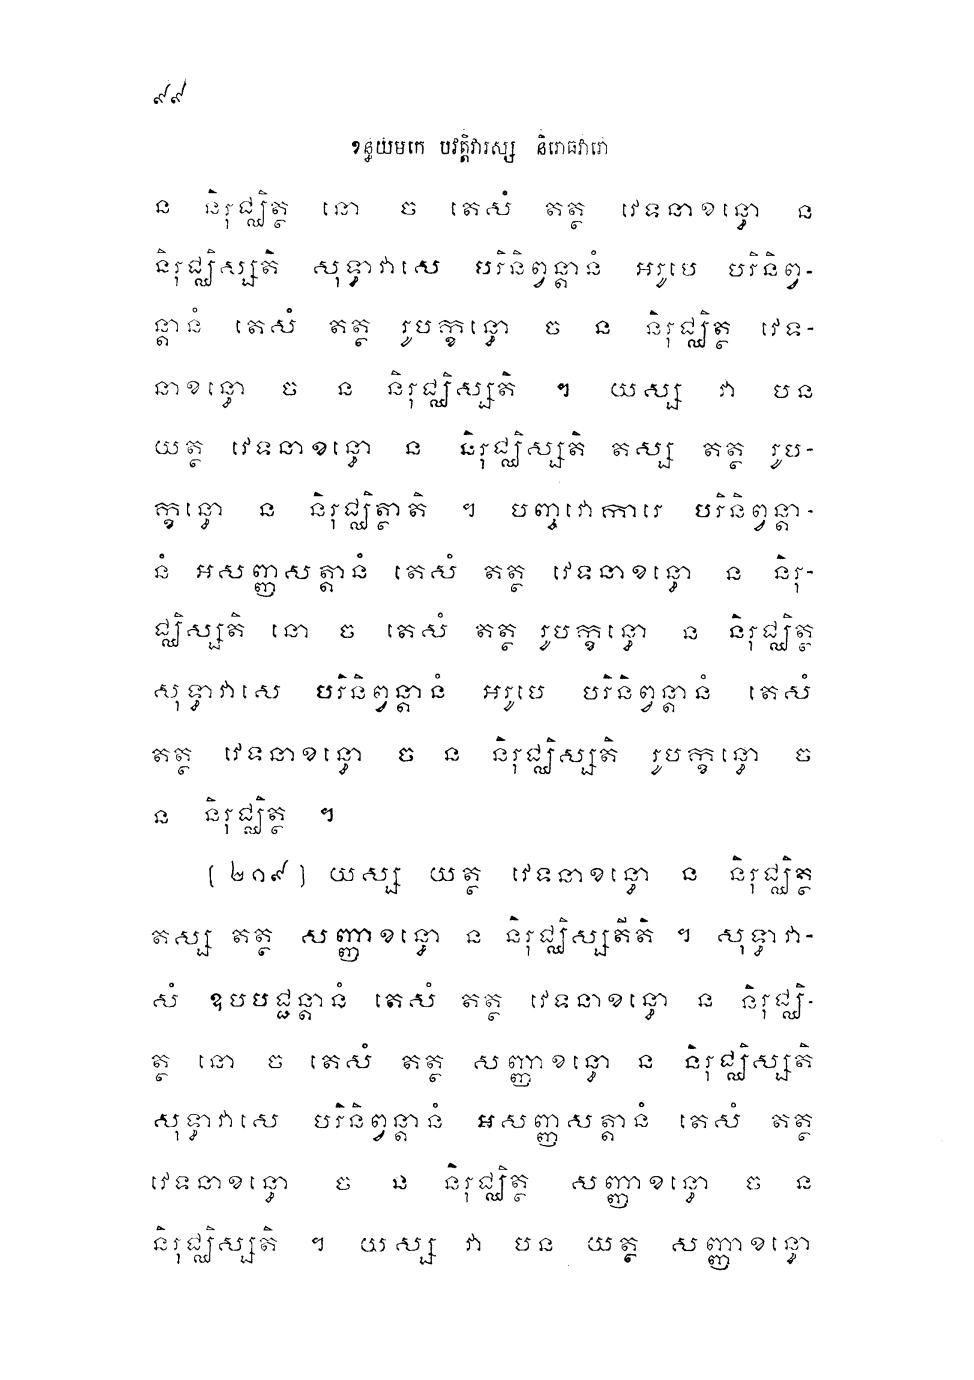 ៩៩
ខន្ធយមកេ បវត្តិវារស្ស និរោធវារោ
ន និរុជ្ឈិត្ថ នោ ច តេសំ តត្ថ វេទនាខន្ធោ ន
និរុជ្ឈិស្សតិ សុទ្ធាវាសេ បរិនិព្វន្តានំ អរូបេ បរិនិព្វ-
ន្តានំ តេសំ តត្ថ រូបក្ខន្ធោ ច ន និរុជ្ឈិត្ថ វេទ-
នាខន្ធោ ច ន និរុជ្ឈិស្សតិ ។ យស្ស វា បន
យត្ថ វេទនាខន្ធោ ន និរុជ្ឈិស្សតិ តស្ស តត្ថ រូប-
ក្ខន្ធោ ន និរុជ្ឈិត្ថាតិ ។ បញ្ចវោការេ បរិនិព្វន្តា-
នំ អសញ្ញសត្តានំ តេសំ តត្ថ វេទនាខន្ធោ ន និរុ-
ជ្ឈិស្សតិ នោ ច តេសំ តត្ថ រូបក្ខន្ធោ ន និរុជ្ឈិត្ថ
សុទ្ធាវាសេ បរិនិព្វន្តានំ អរូបេ បរិនិព្វន្តានំ តេសំ
តត្ថ វេទនាខន្ធោ ច ន និរុជ្ឈិស្សតិ រូបក្ខន្ធោ ច
ន និរុជ្ឈិត្ថ ។
(២៣៩) យស្ស យត្ថ វេទនាខន្ធោ ន និរុជ្ឈិត្ថ
តស្ស តត្ថ សញ្ញាខន្ធោ ន និរុជ្ឈិស្សតីតិ ។ សុទ្ធាវា-
សំ ឧបបជ្ជន្តានំ តេសំ តត្ថ វេទនាខន្ធោ ន និរុជ្ឈិ-
ត្ថ នោ ច តេសំ តត្ថ សញ្ញាខន្ធោ ន និរុជ្ឈិស្សតិ
សុទ្ធាវាសេ បរិនិព្វន្តានំ អសញ្ញសត្តានំ តេសំ តត្ថ
វេទនាខន្ធោ ច ន និរុជ្ឈិត្ថ សញ្ញាខន្ធោ ច ន
និរុជ្ឈិស្សតិ ។ យស្ស វា បន យត្ថ សញ្ញាខន្ធោ